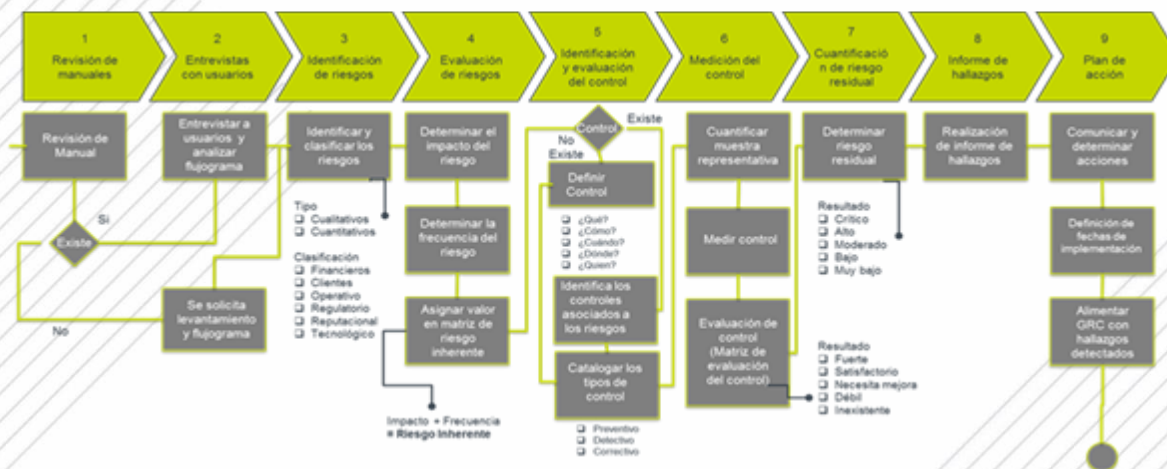 1
Revisión de
manuales
2
Entrevistas
con usuarios
3
Identificación
de riesgos
4
Evaluación
de riesgos
5
Identificación
y evaluación
del control
6
Medición del
control
7
Cuantificació
n de riesgo
residual
8
Informe de
hallazgos
9
Plan de
acción
Revisión de
Manual
Existe
Si
No
Entrevistar a
usuarios y
analizar
flujograma
Se solicita
levantamiento
y flujograma
Identificar y
clasificar los
riesgos
Tipo
Cualitativos
Cuantitativos
Clasificación
Financieros
Clientes
Operativo
Regulatorio
Reputacional
Tecnológico
Determinar el
impacto del
riesgo
Determinar la
frecuencia del
riesgo
Asignar valor
en matriz de
riesgo
inherente
Impacto + Frecuencia
= Riesgo Inherente
Control
Existe
No
Existe
Definir
Control
¿Qué?
¿Cómo?
¿Cuándo?
¿Dónde?
¿Quien?
Identifica los
controles
asociados a
los riesgos
Catalogar los
tipos de
control
Preventivo
Detectivo
Correctivo
Cuantificar
muestra
representativa
Medir control
Evaluación de
control
(Matriz de
evaluación
del control)
Resultado
Fuerte
Satisfactorio
Necesita mejora
Débil
Inexistente
Determinar
riesgo
residual
Resultado
Crítico
Alto
Moderado
Bajo
Muy bajo
Realización
de informe de
hallazgos
Comunicar y
determinar
acciones
Definición de
fechas de
implementación
Alimentar
GRC con
hallazgos
detectados